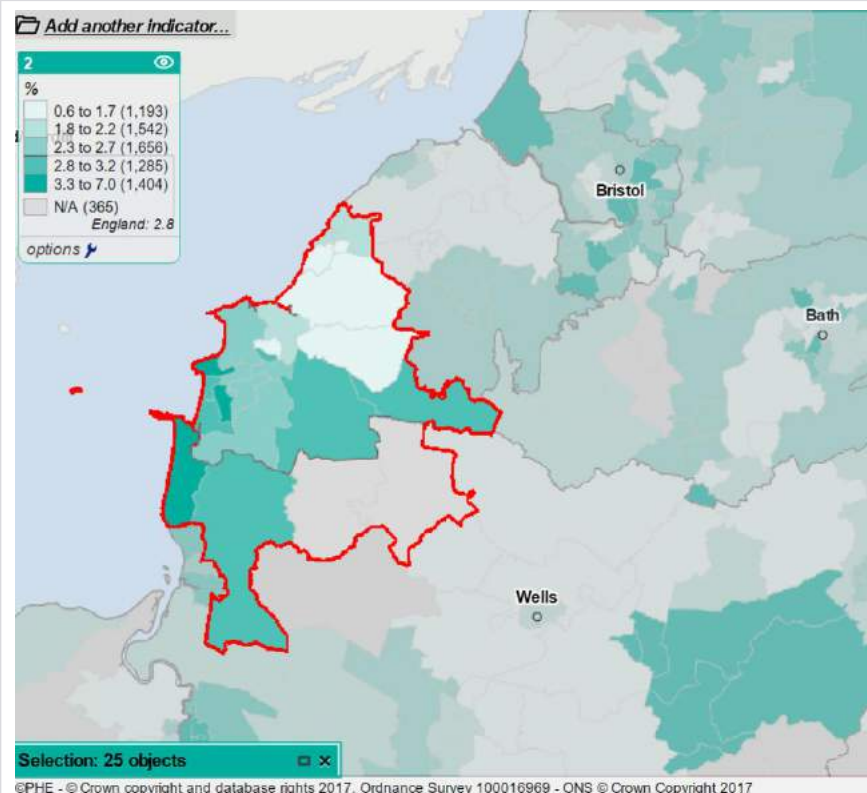 Add another indicator...
2
%
0.6 to 1.7 (1,193)
1.8 to 2.2 (1,542)
2.3 to 2.7 (1,656)
2.8 to 3.2 (1,285)
3.3 to 7.0 (1,404)
N/A (365)
England: 2.8
options
Bristol
Bath
Wells
Selection: 25 objects
©PHE - © Crown copyright and database rights 2017, Ordnance Survey 100016969 - ONS © Crown Copyright 2017